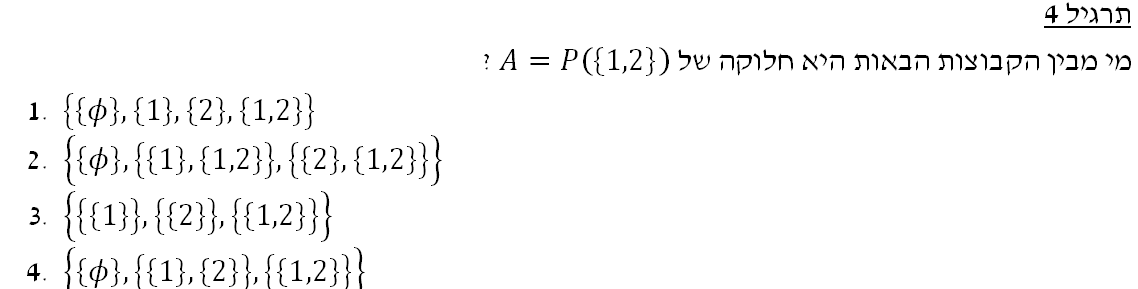 תרגיל 4
מי מבין הקבוצות הבאות היא חלוקה של A = P({1,2}) ?
1. {{ϕ},{1},{2},{1,2}}
2. {{ϕ},{{1},{1,2}},{{2},{1,2}}}
3. {{{1}},{{2}},{{1,2}}}
4. {{ϕ},{{1},{2}},{{1,2}}}